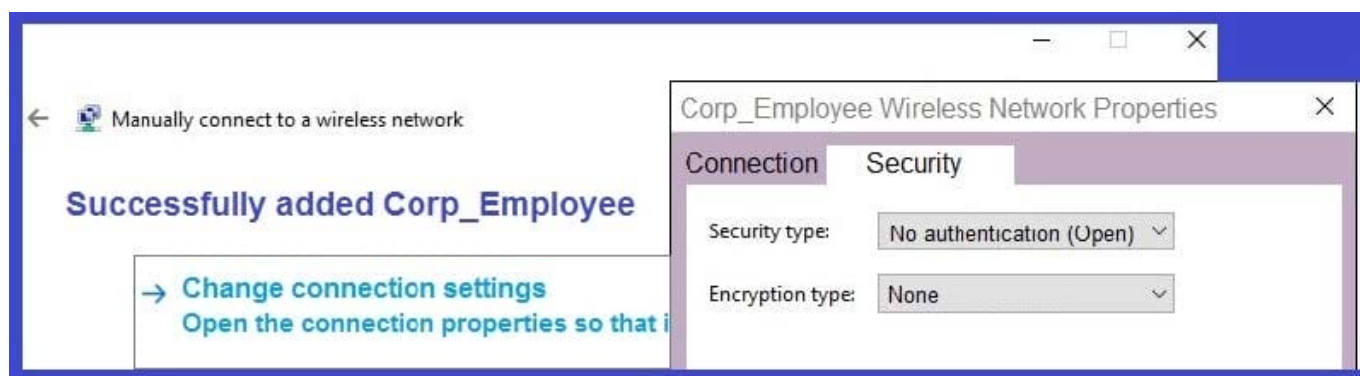 Manually connect to a wireless network
Successfully added Corp_Employee
Change connection settings
Open the connection properties so that i
Corp_Employee Wireless Network Properties
Connection Security
Security type: No authentication (Open)
Encryption type: None